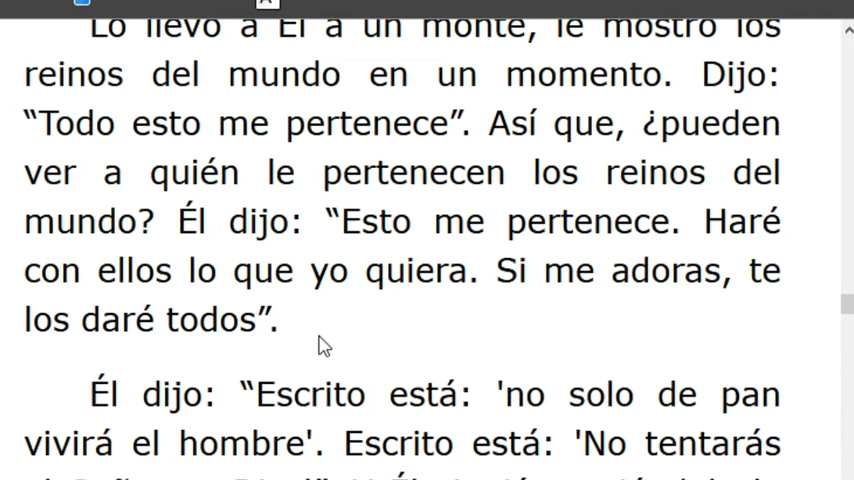 Lo llevó a Él a un monte, le mostró los
reinos del mundo en un momento. Dijo:
“Todo esto me pertenece”. Así que, ¿pueden
ver a quién le pertenecen los reinos del
mundo? Él dijo: “Esto me pertenece. Haré
con ellos lo que yo quiera. Si me adoras, te
los daré todos”.
Él dijo: “Escrito está: 'no solo de pan
vivirá el hombre'. Escrito está: 'No tentarás